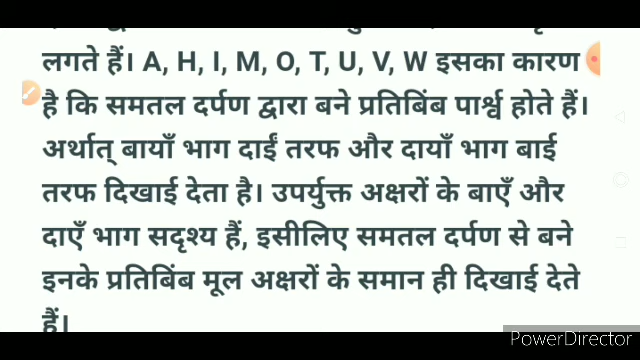 लगते हैं। A, H, I, M, O, T, U, V, W इसका कारण
है कि समतल दर्पण द्वारा बने प्रतिबिंब पार्श्व होते हैं।
अर्थात् बायाँ भाग दाईं तरफ और दायाँ भाग बाई
तरफ दिखाई देता है। उपर्युक्त अक्षरों के बाएँ और
दाएँ भाग सदृश्य हैं, इसीलिए समतल दर्पण से बने
इनके प्रतिबिंब मूल अक्षरों के समान ही दिखाई देते
हैं।
PowerDirector